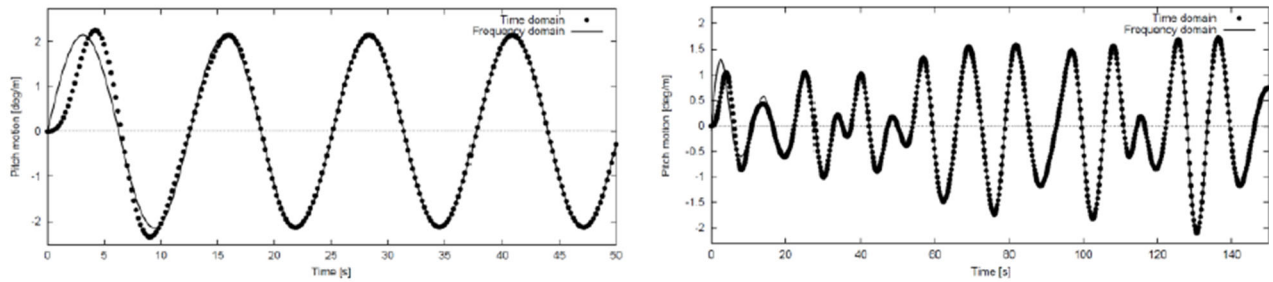 Time domain
Frequency domain
Pitch motion [deg/m]
2
1
0
-1
-2
0 5 10 15 20 25 30 35 40 45 50
Time [s]
Time domain
Frequency domain
Pitch motion [deg/m]
2
1.5
1
0.5
0
-0.5
-1
-1.5
-2
0 20 40 60 80 100 120 140
Time [s]